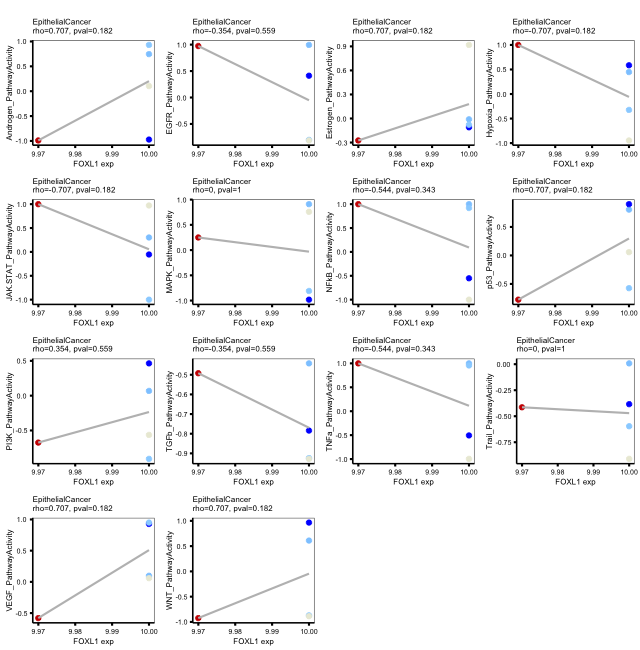 EpithelialCancer
rho=0.707, pval=0.182
Androgen_PathwayActivity
1.0
0.5
0.0
-0.5
-1.0
9.97 9.98 9.99 10.00
FOXL1 exp
EpithelialCancer
rho=-0.354, pval=0.559
EGFR_PathwayActivity
1.0
0.5
0.0
-0.5
9.97 9.98 9.99 10.00
FOXL1 exp
EpithelialCancer
rho=0.707, pval=0.182
Estrogen_PathwayActivity
0.9
0.6
0.3
0.0
-0.3
9.97 9.98 9.99 10.00
FOXL1 exp
EpithelialCancer
rho=-0.707, pval=0.182
Hypoxia_PathwayActivity
1.0
0.5
0.0
-0.5
-1.0
9.97 9.98 9.99 10.00
FOXL1 exp
EpithelialCancer
rho=-0.707, pval=0.182
JAK-STAT_PathwayActivity
1.0
0.5
0.0
-0.5
-1.0
9.97 9.98 9.99 10.00
FOXL1 exp
EpithelialCancer
rho=0, pval=1
MAPK_PathwayActivity
1.0
0.5
0.0
-0.5
-1.0
9.97 9.98 9.99 10.00
FOXL1 exp
EpithelialCancer
rho=-0.544, pval=0.343
NFkB_PathwayActivity
1.0
0.5
0.0
-0.5
-1.0
9.97 9.98 9.99 10.00
FOXL1 exp
EpithelialCancer
rho=0.707, pval=0.182
p53_PathwayActivity
0.5
0.0
-0.5
9.97 9.98 9.99 10.00
FOXL1 exp
EpithelialCancer
rho=0.354, pval=0.559
PI3K_PathwayActivity
0.5
0.0
-0.5
9.97 9.98 9.99 10.00
FOXL1 exp
EpithelialCancer
rho=-0.354, pval=0.559
TGFb_PathwayActivity
-0.5
-0.6
-0.7
-0.8
-0.9
9.97 9.98 9.99 10.00
FOXL1 exp
EpithelialCancer
rho=-0.544, pval=0.343
TNFa_PathwayActivity
1.0
0.5
0.0
-0.5
-1.0
9.97 9.98 9.99 10.00
FOXL1 exp
EpithelialCancer
rho=0, pval=1
Trail_PathwayActivity
0.00
-0.25
-0.50
-0.75
9.97 9.98 9.99 10.00
FOXL1 exp
EpithelialCancer
rho=0.707, pval=0.182
VEGF_PathwayActivity
1.0
0.5
0.0
-0.5
9.97 9.98 9.99 10.00
FOXL1 exp
EpithelialCancer
rho=0.707, pval=0.182
WNT_PathwayActivity
1.0
0.5
0.0
-0.5
-1.0
9.97 9.98 9.99 10.00
FOXL1 exp